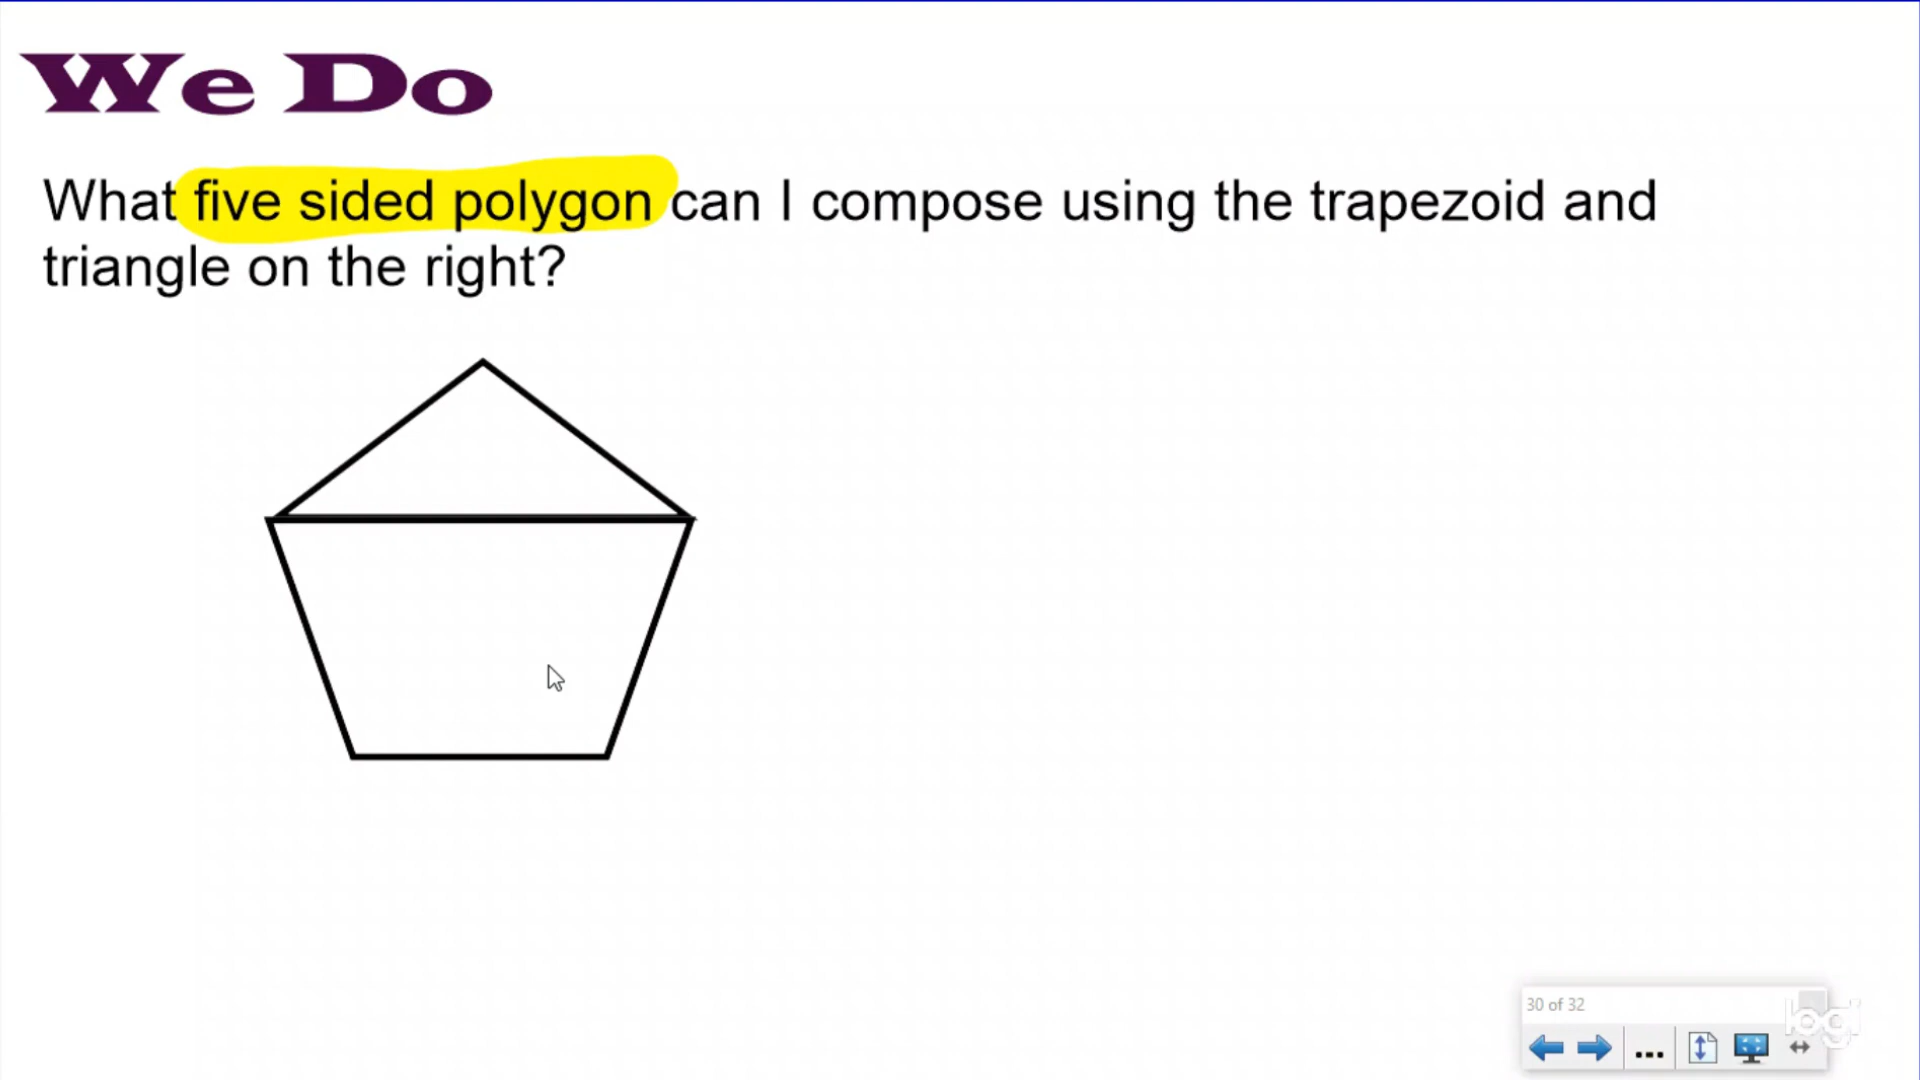 We Do
What five sided polygon can I compose using the trapezoid and
triangle on the right?
30 of 32
logi